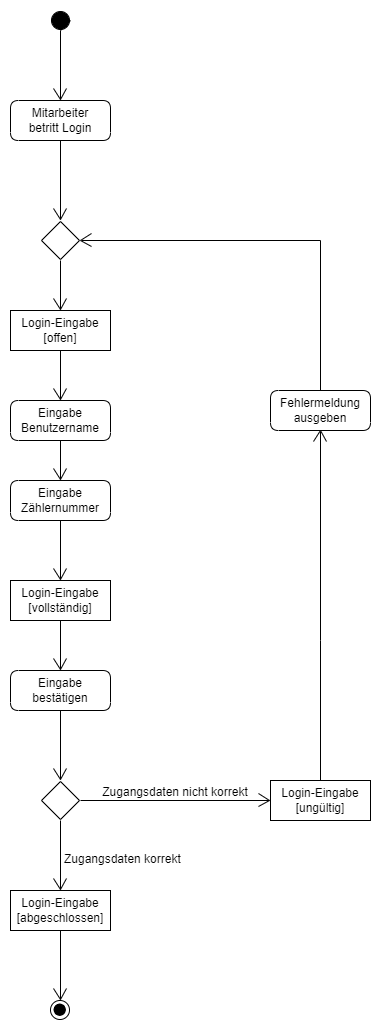 Mitarbeiter
betritt Login
Login-Eingabe
[offen]
Eingabe
Benutzername
Fehlermeldung
ausgeben
Eingabe
Zählernummer
Login-Eingabe
[vollständig]
Eingabe
bestätigen
Zugangsdaten nicht korrekt
Login-Eingabe
[ungültig]
Zugangsdaten korrekt
Login-Eingabe
[abgeschlossen]